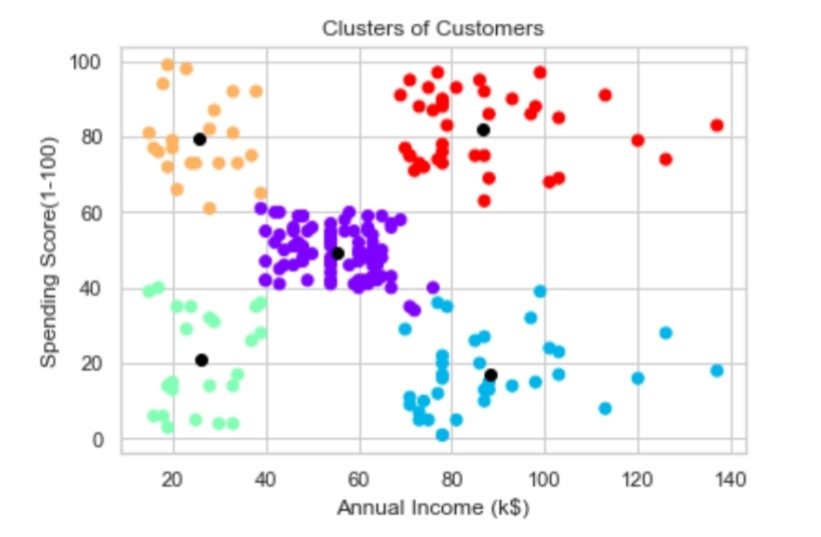 Clusters of Customers
100
80
60
40
20
0
Spending Score(1-100)
20 40 60 80 100 120 140
Annual Income (k$)